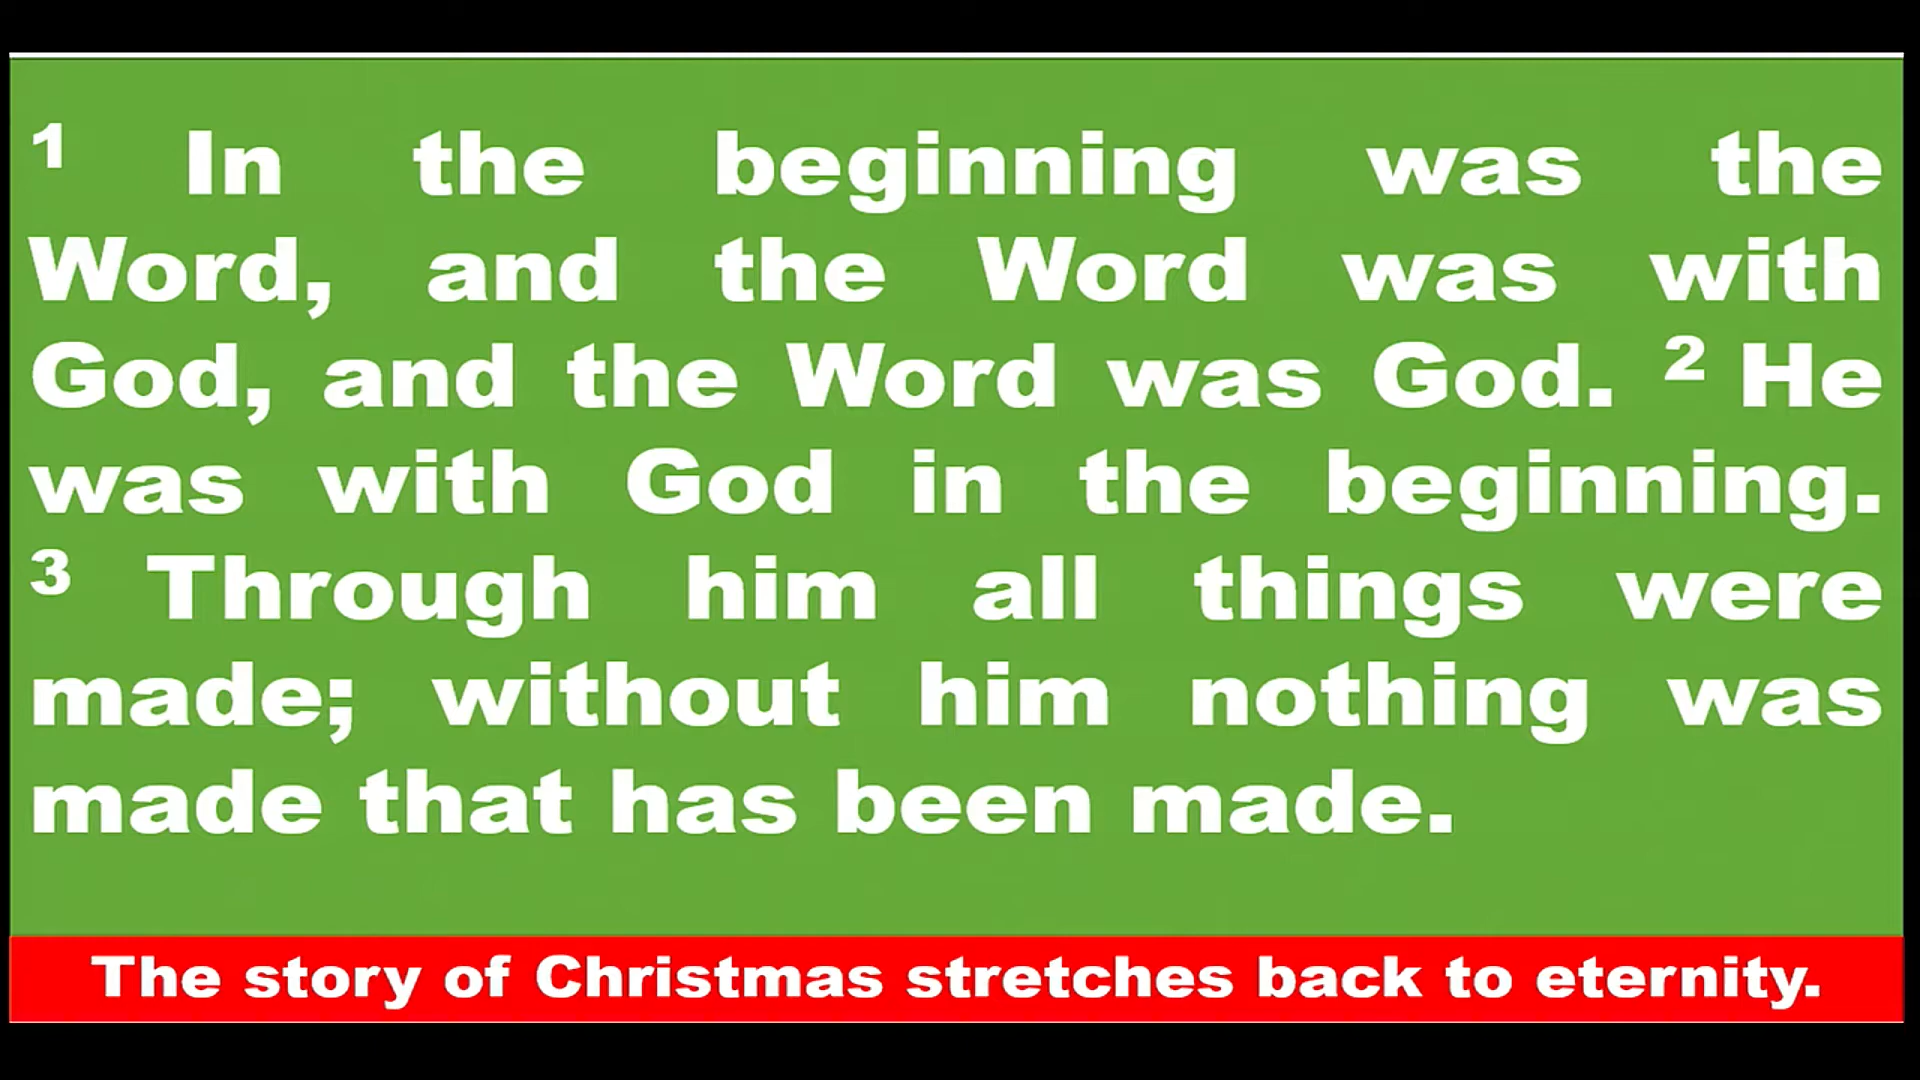 ¹ In the beginning was the
Word, and the Word was with
God, and the Word was God. ² He
was with God in the beginning.
³ Through him all things were
made; without him nothing was
made that has been made.
The story of Christmas stretches back to eternity.